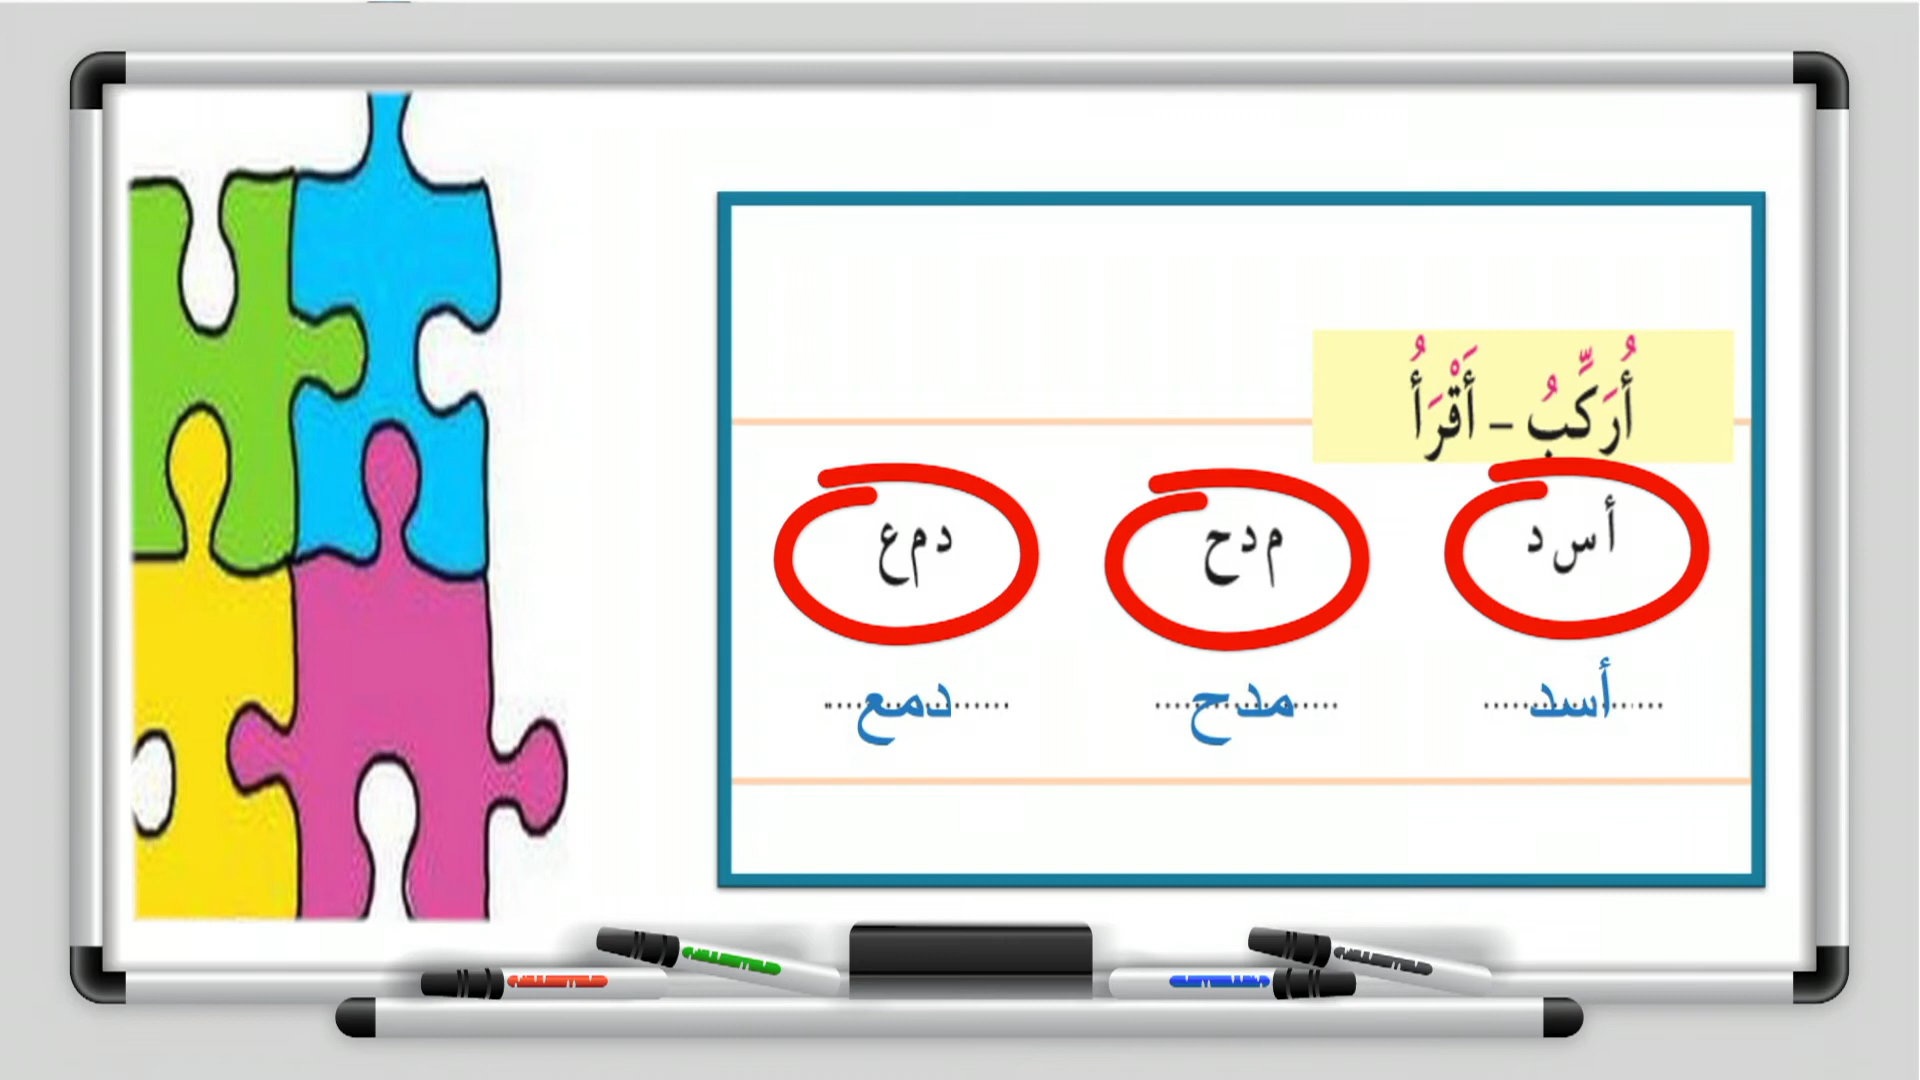 أُرَكِّبُ – أَقْرَأُ
أ س د م د ح د م ع
أسد مدح دمع